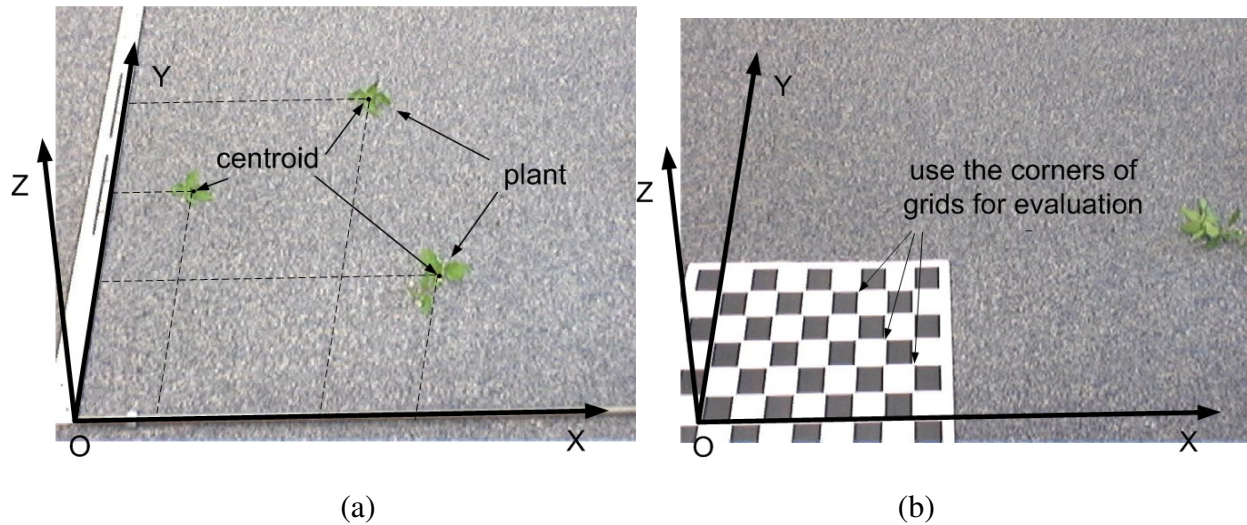 Y
Z
centroid
plant
O
X
(a)
Y
Z
use the corners of
grids for evaluation
O
X
(b)